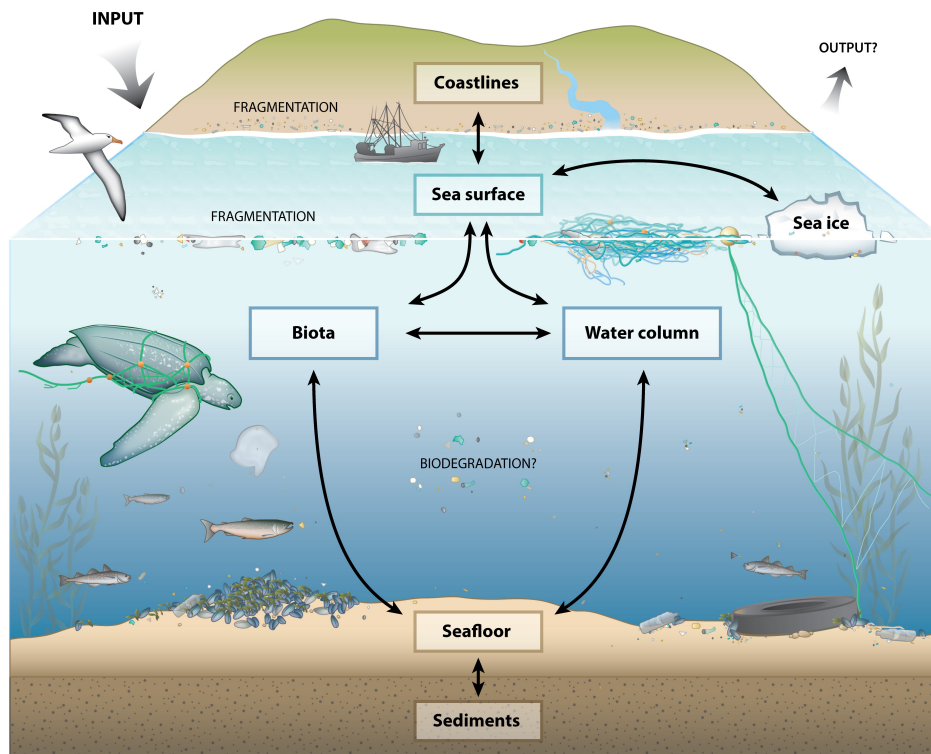 INPUT
OUTPUT?
Coastlines
FRAGMENTATION
Sea surface
FRAGMENTATION
Sea ice
Biota
Water column
BIODEGRADATION?
Seafloor
Sediments